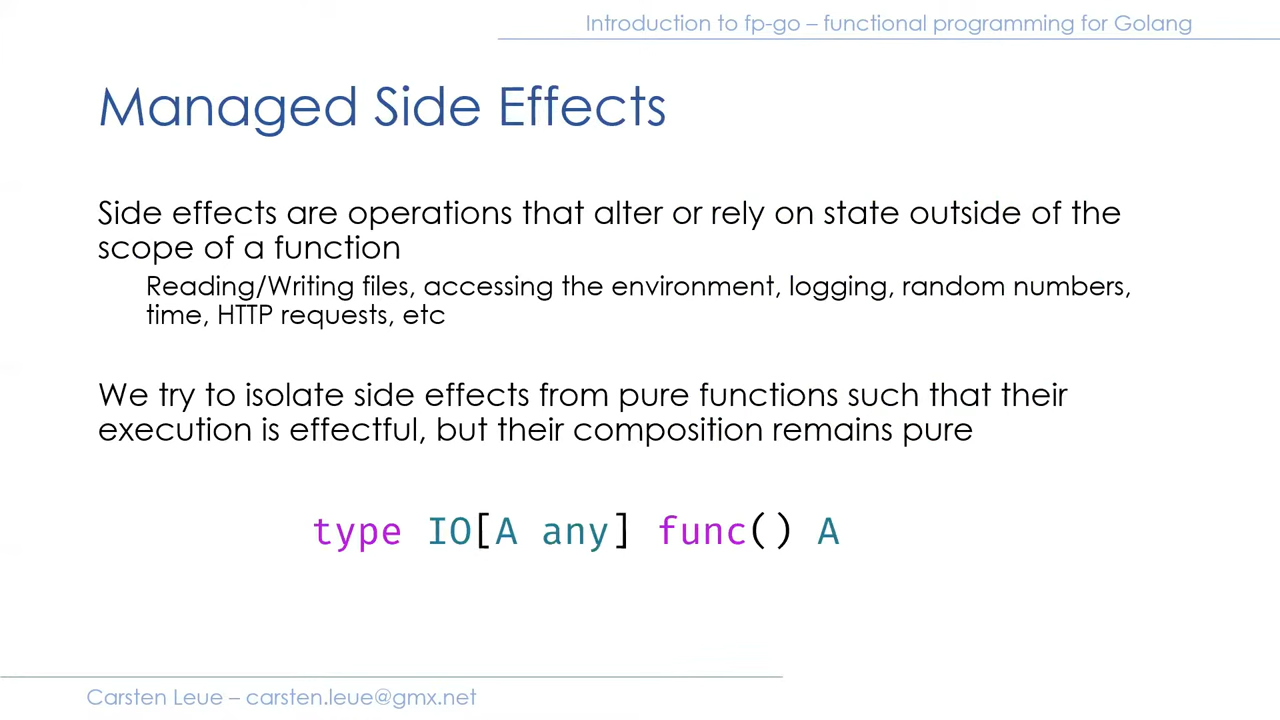 Introduction to fp-go – functional programming for Golang
Managed Side Effects
Side effects are operations that alter or rely on state outside of the
scope of a function
Reading/Writing files, accessing the environment, logging, random numbers,
time, HTTP requests, etc
We try to isolate side effects from pure functions such that their
execution is effectful, but their composition remains pure
type IO[A any] func() A
Carsten Leue – carsten.leue@gmx.net